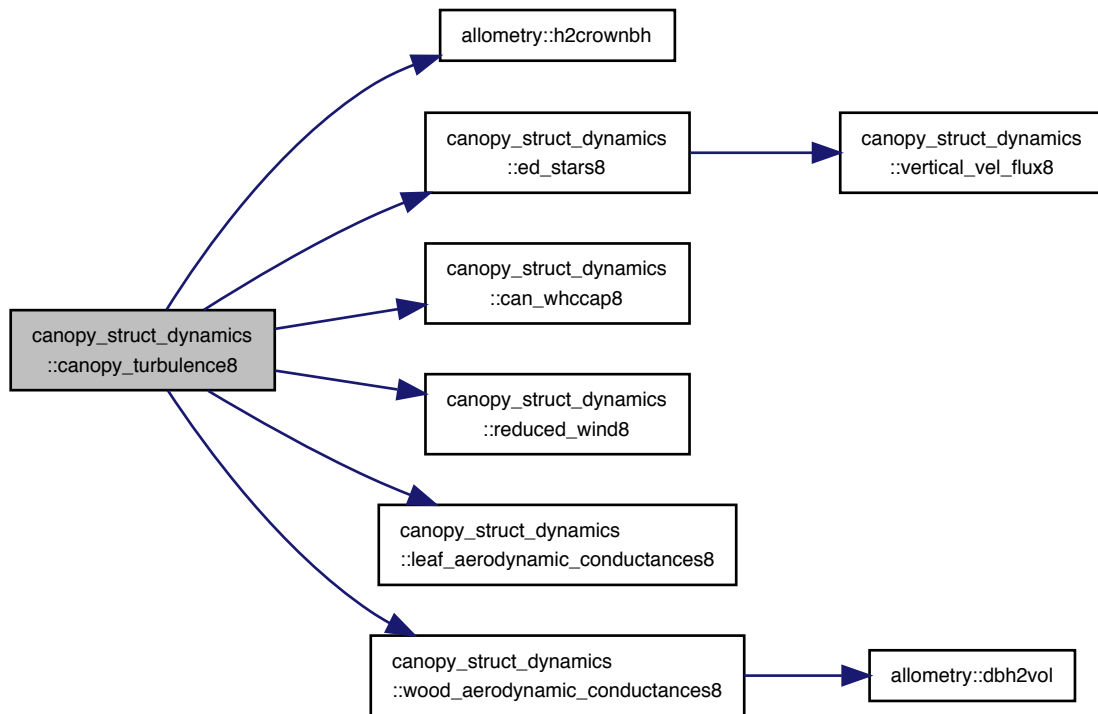 allometry::h2crownbh
canopy_struct_dynamics
::ed_stars8
canopy_struct_dynamics
::vertical_vel_flux8
canopy_struct_dynamics
::can_whccap8
canopy_struct_dynamics
::canopy_turbulence8
canopy_struct_dynamics
::reduced_wind8
canopy_struct_dynamics
::leaf_aerodynamic_conductances8
canopy_struct_dynamics
::wood_aerodynamic_conductances8
allometry::dbh2vol